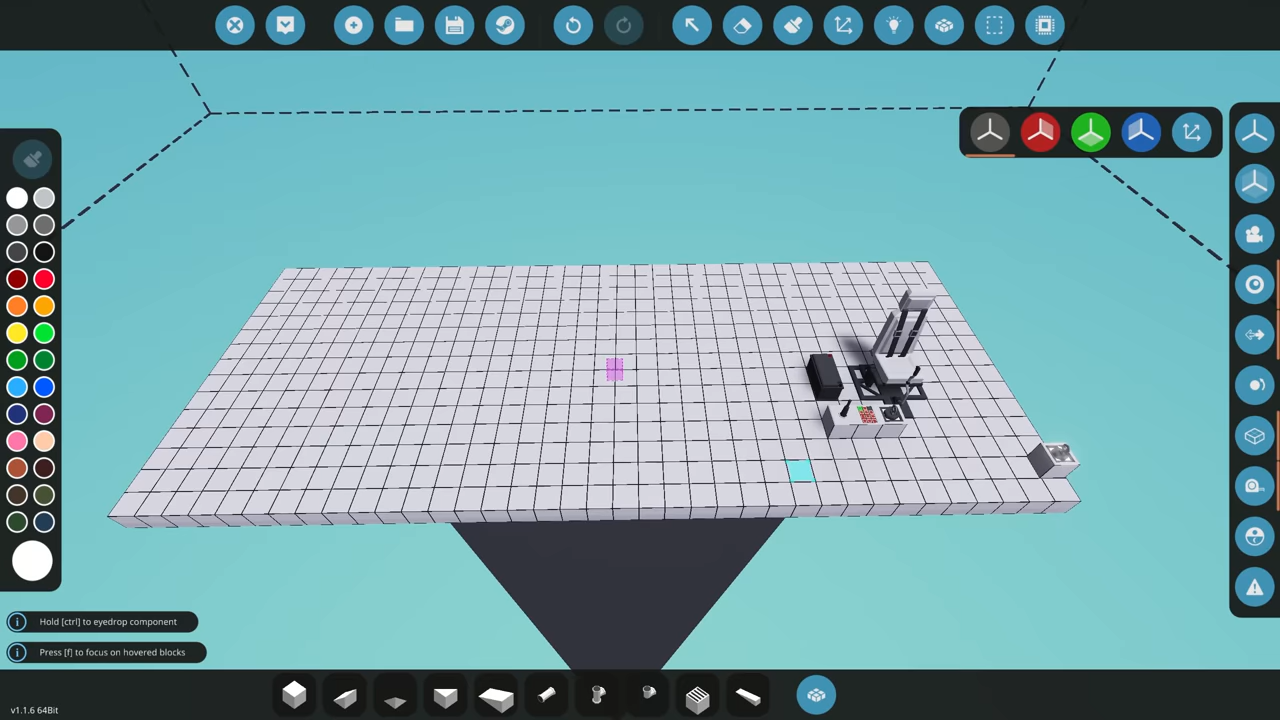 Hold [ctrl] to eyedrop component
Press [f] to focus on hovered blocks
v1.1.6 64Bit